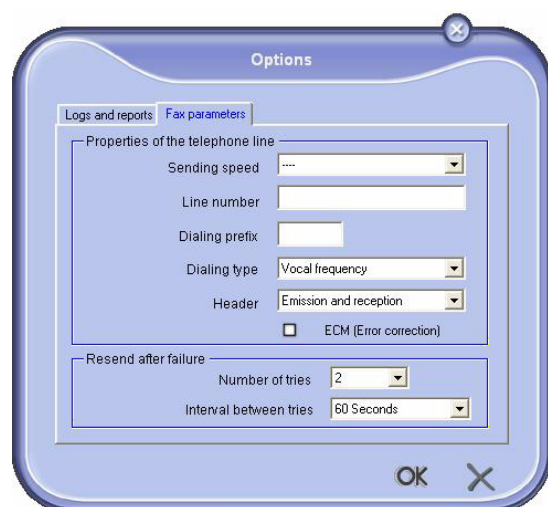 Options
Logs and reports Fax parameters
Properties of the telephone line
Sending speed ----
Line number
Dialing prefix
Dialing type Vocal frequency
Header Emission and reception
ECM (Error correction)
Resend after failure
Number of tries 2
Interval between tries 60 Seconds
OK